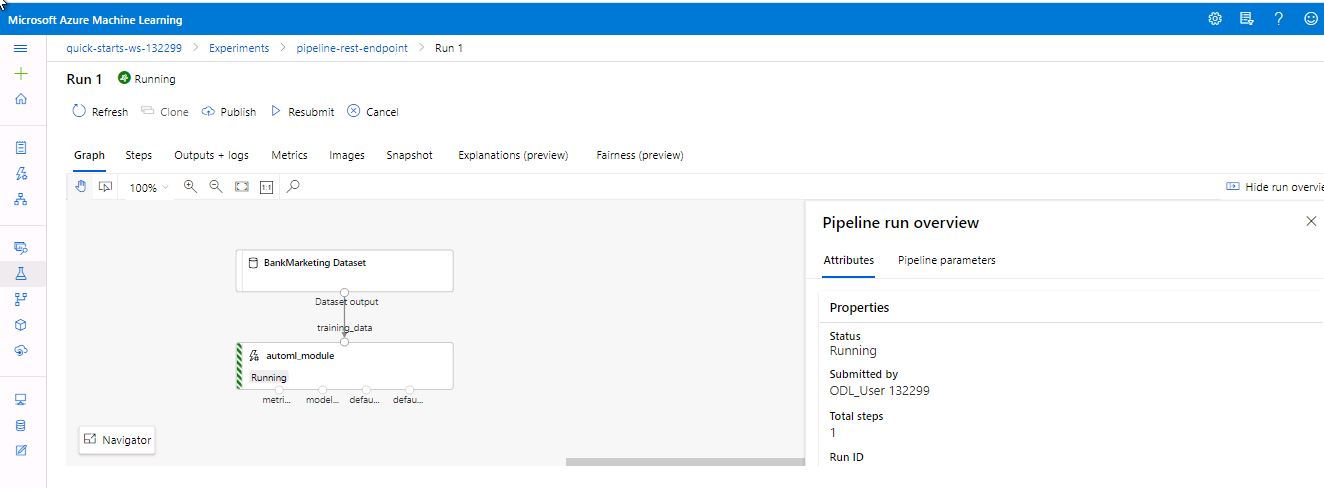 Microsoft Azure Machine Learning
quick-starts-ws-132299 > Experiments > pipeline-rest-endpoint > Run 1
Run 1 Running
Refresh Clone Publish Resubmit Cancel
Graph Steps Outputs + logs Metrics Images Snapshot Explanations (preview) Fairness (preview)
100% 1:1 Hide run overvie
Pipeline run overview
Attributes Pipeline parameters
BankMarketing Dataset
Dataset output
training_data
automl_module
Running
metri... model... defau... defau...
Navigator
Properties
Status
Running
Submitted by
ODL_User 132299
Total steps
1
Run ID